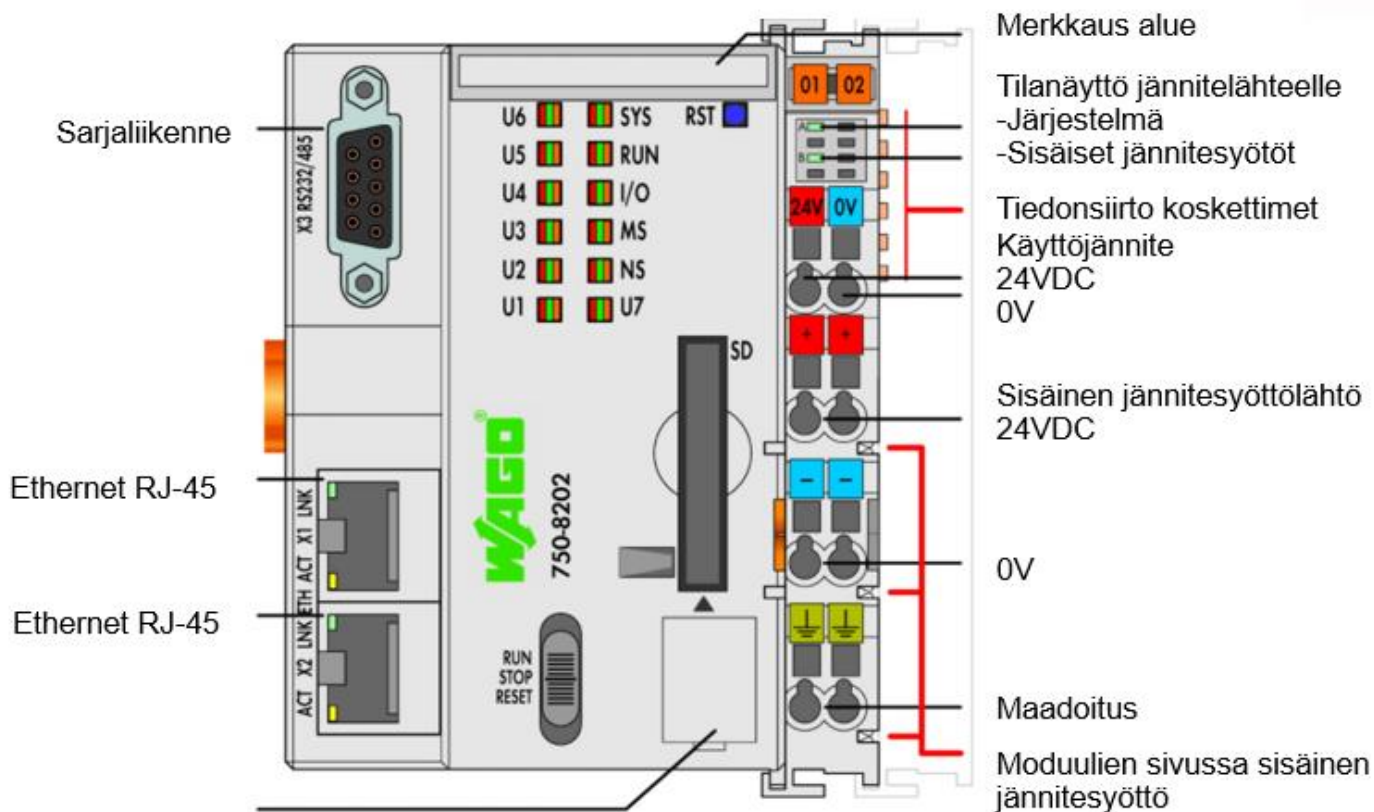 Merkkaus alue
Tilanäyttö jännitelähteelle
-Järjestelmä
-Sisäiset jännitesyötöt
Tiedonsiirto koskettimet
Käyttöjännite
24VDC
0V
Sisäinen jännitesyöttölähtö
24VDC
0V
Maadoitus
Moduulien sivussa sisäinen
jännitesyöttö
Sarjaliikenne
Ethernet RJ-45
Ethernet RJ-45
X3 RS232/485
U6 SYS RST
U5 RUN
U4 I/O
U3 MS
U2 NS
U1 U7
SD
WAGO®
750-8202
RUN
STOP
RESET
ACT X2 LNK ETH ACT X1 LNK
01 02
A
B
24V 0V
+ +
− −